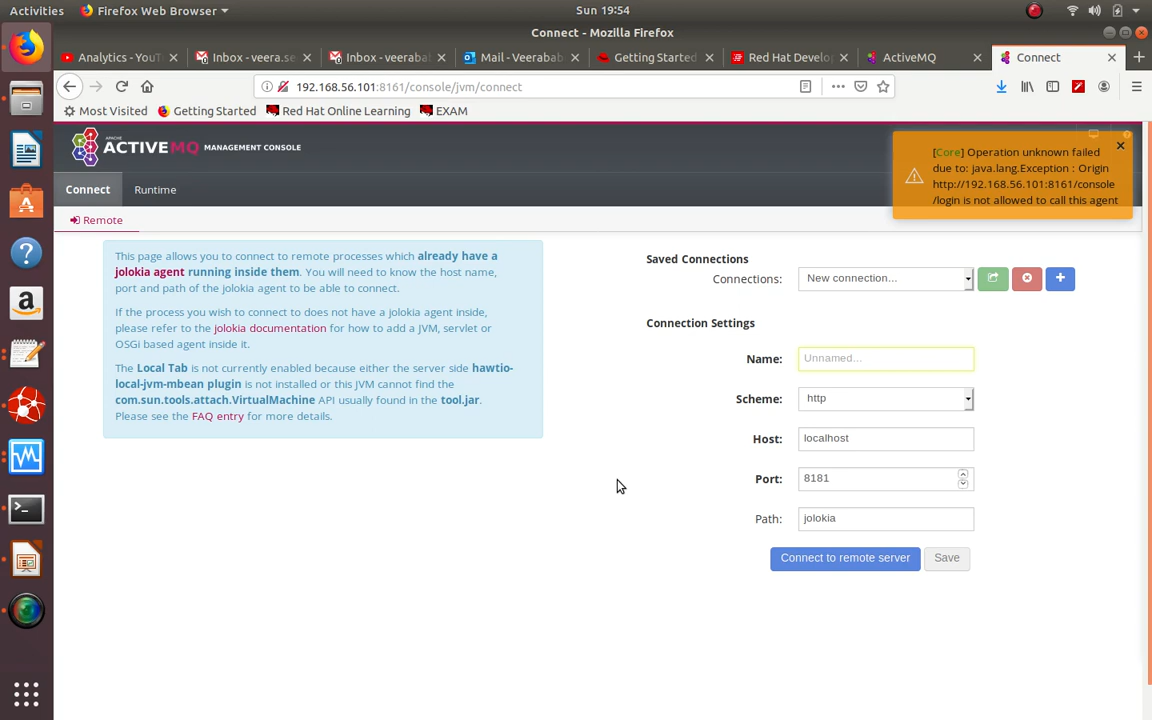 Activities
Firefox Web Browser
Sun 19:54
Connect - Mozilla Firefox
Analytics - YouT
Inbox - veera.se
Inbox - veerabab
Mail - Veerabab
Getting Started
Red Hat Develo
ActiveMQ
Connect
192.168.56.101:8161/console/jvm/connect
Most Visited
Getting Started
Red Hat Online Learning
EXAM
APACHE
ACTIVEMQ MANAGEMENT CONSOLE
[Core] Operation unknown failed
due to: java.lang.Exception : Origin
http://192.168.56.101:8161/console
/login is not allowed to call this agent
Connect
Runtime
Remote
This page allows you to connect to remote processes which already have a
jolokia agent running inside them. You will need to know the host name,
port and path of the jolokia agent to be able to connect.
If the process you wish to connect to does not have a jolokia agent inside,
please refer to the jolokia documentation for how to add a JVM, servlet or
OSGi based agent inside it.
The Local Tab is not currently enabled because either the server side hawtio-
local-jvm-mbean plugin is not installed or this JVM cannot find the
com.sun.tools.attach.VirtualMachine API usually found in the tool.jar.
Please see the FAQ entry for more details.
Saved Connections
Connections: New connection...
Connection Settings
Name: Unnamed...
Scheme: http
Host: localhost
Port: 8181
Path: jolokia
Connect to remote server
Save